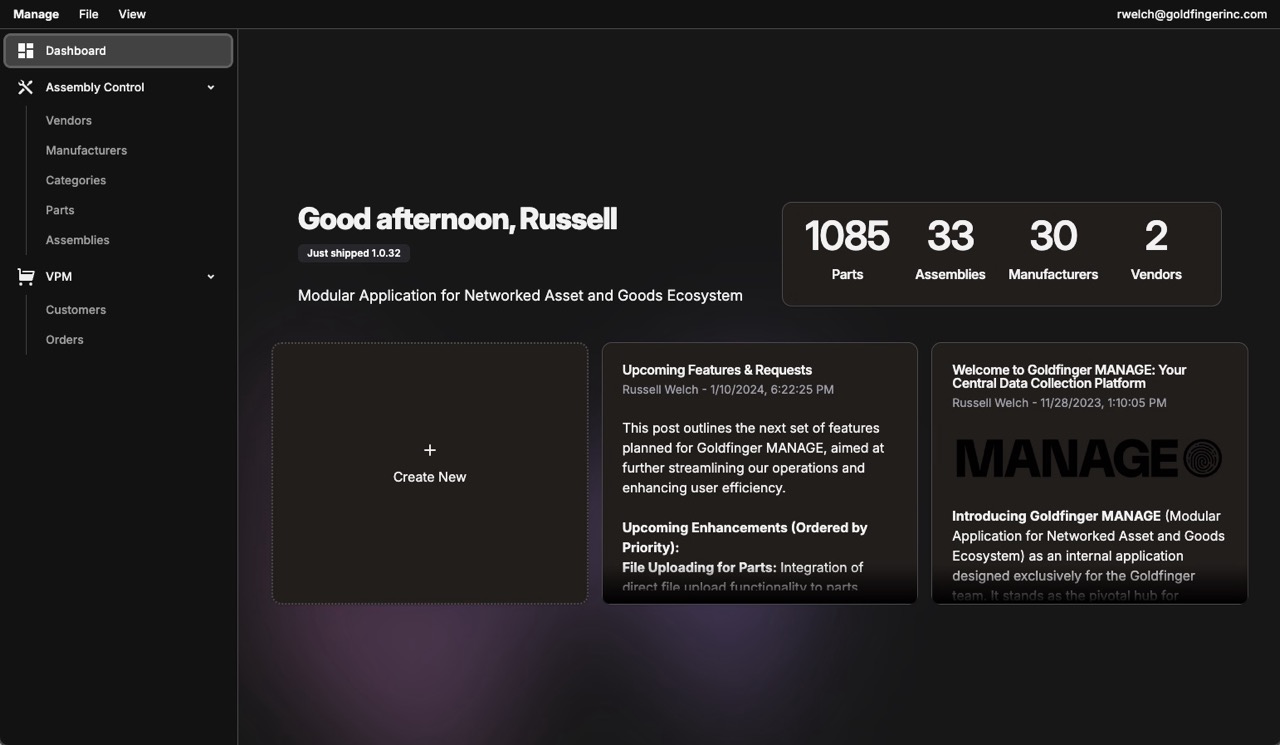 Manage File View rwelch@goldfingerinc.com
Dashboard
Assembly Control
Vendors
Manufacturers
Categories
Parts
Assemblies
VPM
Customers
Orders
Good afternoon, Russell
Just shipped 1.0.32
Modular Application for Networked Asset and Goods Ecosystem
1085 33 30 2
Parts Assemblies Manufacturers Vendors
Create New
Upcoming Features & Requests
Russell Welch - 1/10/2024, 6:22:25 PM
This post outlines the next set of features
planned for Goldfinger MANAGE, aimed at
further streamlining our operations and
enhancing user efficiency.
Upcoming Enhancements (Ordered by
Priority):
File Uploading for Parts: Integration of
direct file upload functionality to parts
Welcome to Goldfinger MANAGE: Your
Central Data Collection Platform
Russell Welch - 11/28/2023, 1:10:05 PM
MANAGE
Introducing Goldfinger MANAGE (Modular
Application for Networked Asset and Goods
Ecosystem) as an internal application
designed exclusively for the Goldfinger
team. It stands as the pivotal hub for